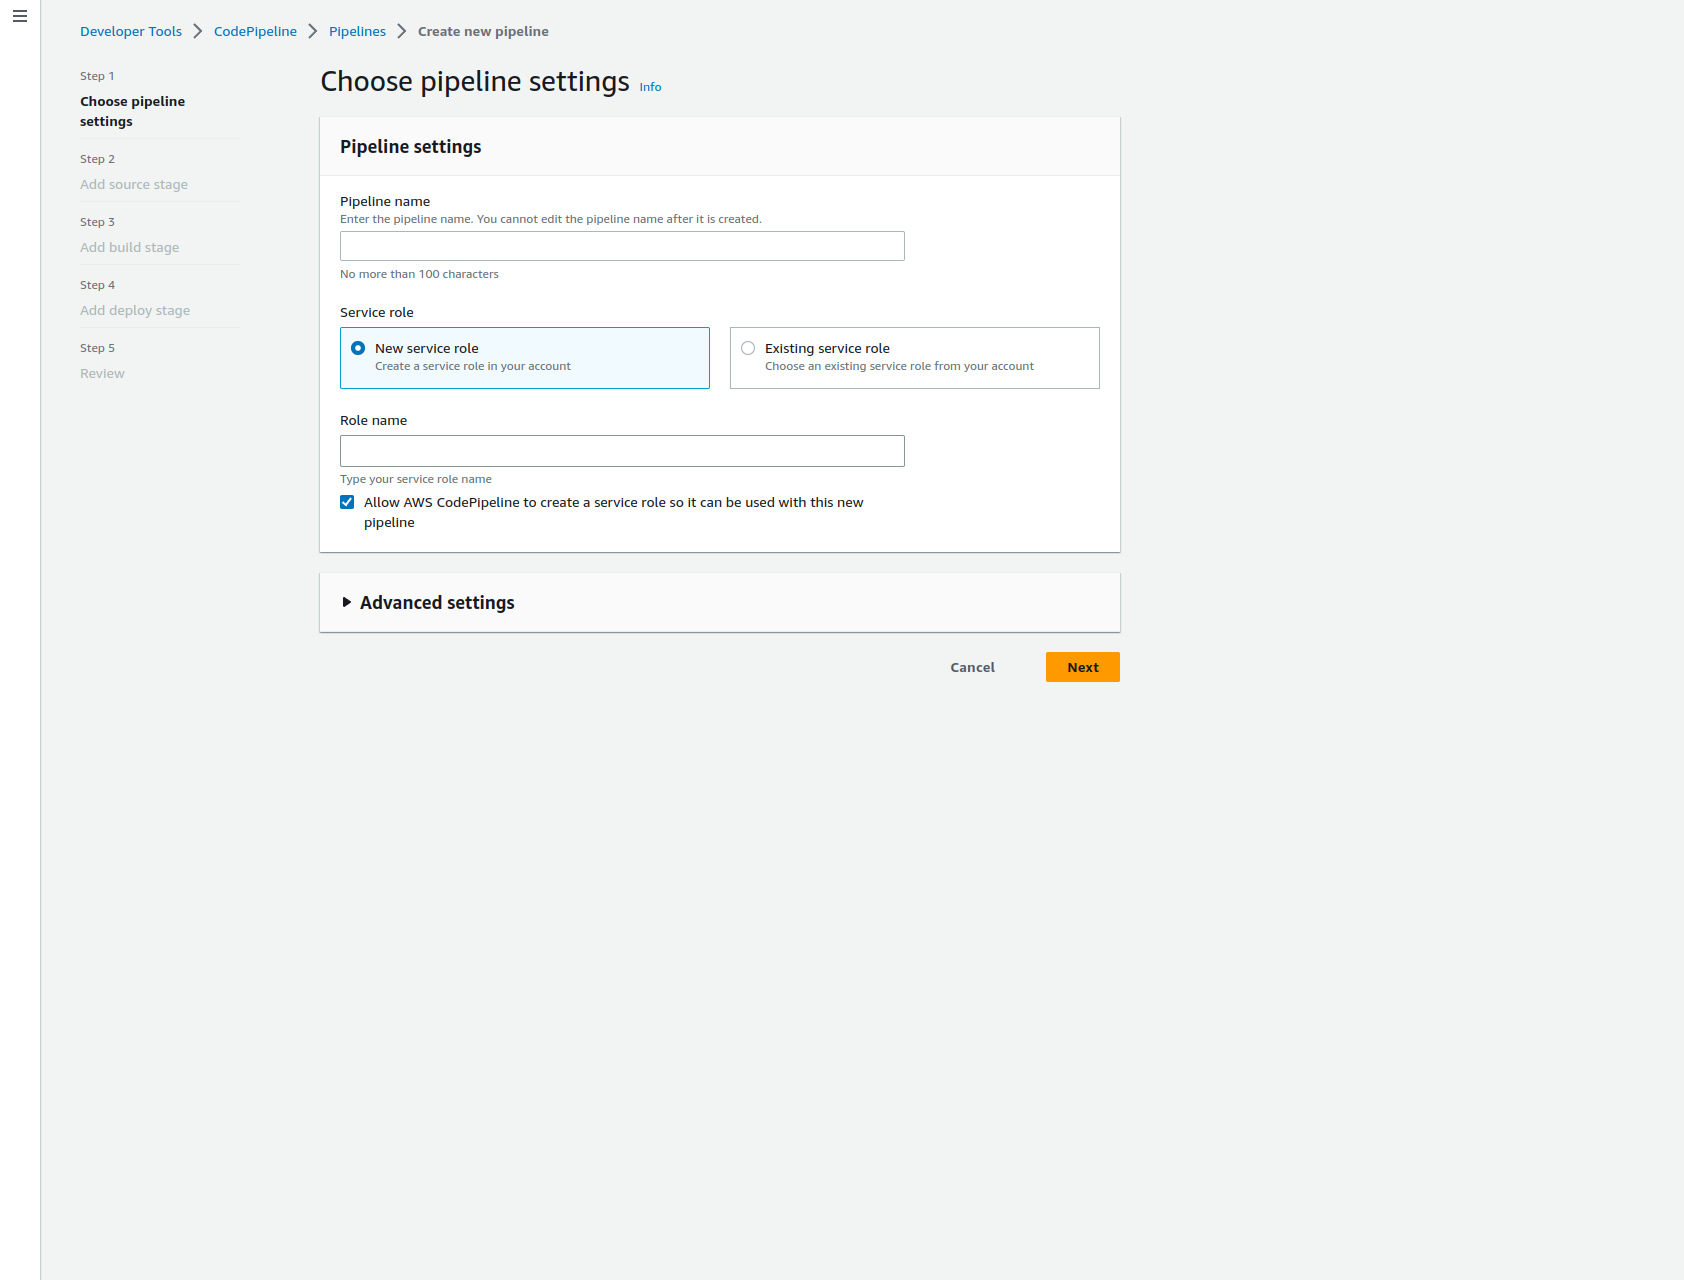 Developer Tools > CodePipeline > Pipelines > Create new pipeline
Step 1
Choose pipeline
settings
Step 2
Add source stage
Step 3
Add build stage
Step 4
Add deploy stage
Step 5
Review
Choose pipeline settings Info
Pipeline settings
Pipeline name
Enter the pipeline name. You cannot edit the pipeline name after it is created.
No more than 100 characters
Service role
New service role
Create a service role in your account
Existing service role
Choose an existing service role from your account
Role name
Type your service role name
Allow AWS CodePipeline to create a service role so it can be used with this new
pipeline
Advanced settings
Cancel
Next